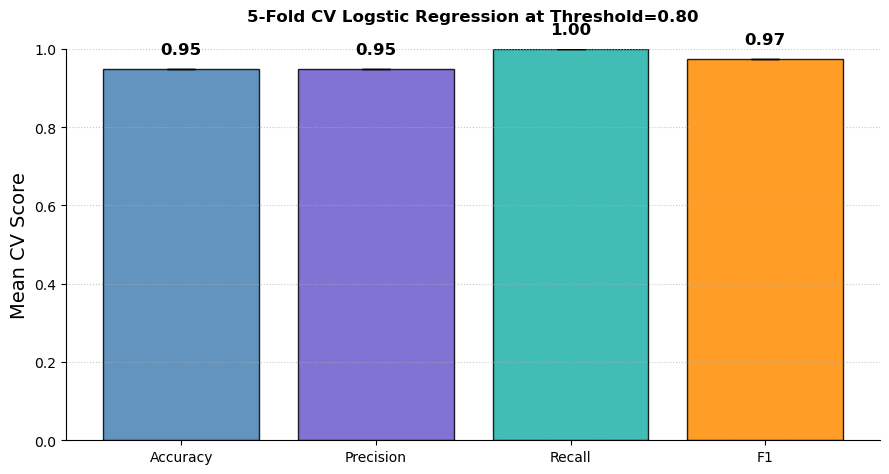 5-Fold CV Logstic Regression at Threshold=0.80
0.95
0.95
1.00
0.97
Mean CV Score
1.0
0.8
0.6
0.4
0.2
0.0
Accuracy
Precision
Recall
F1